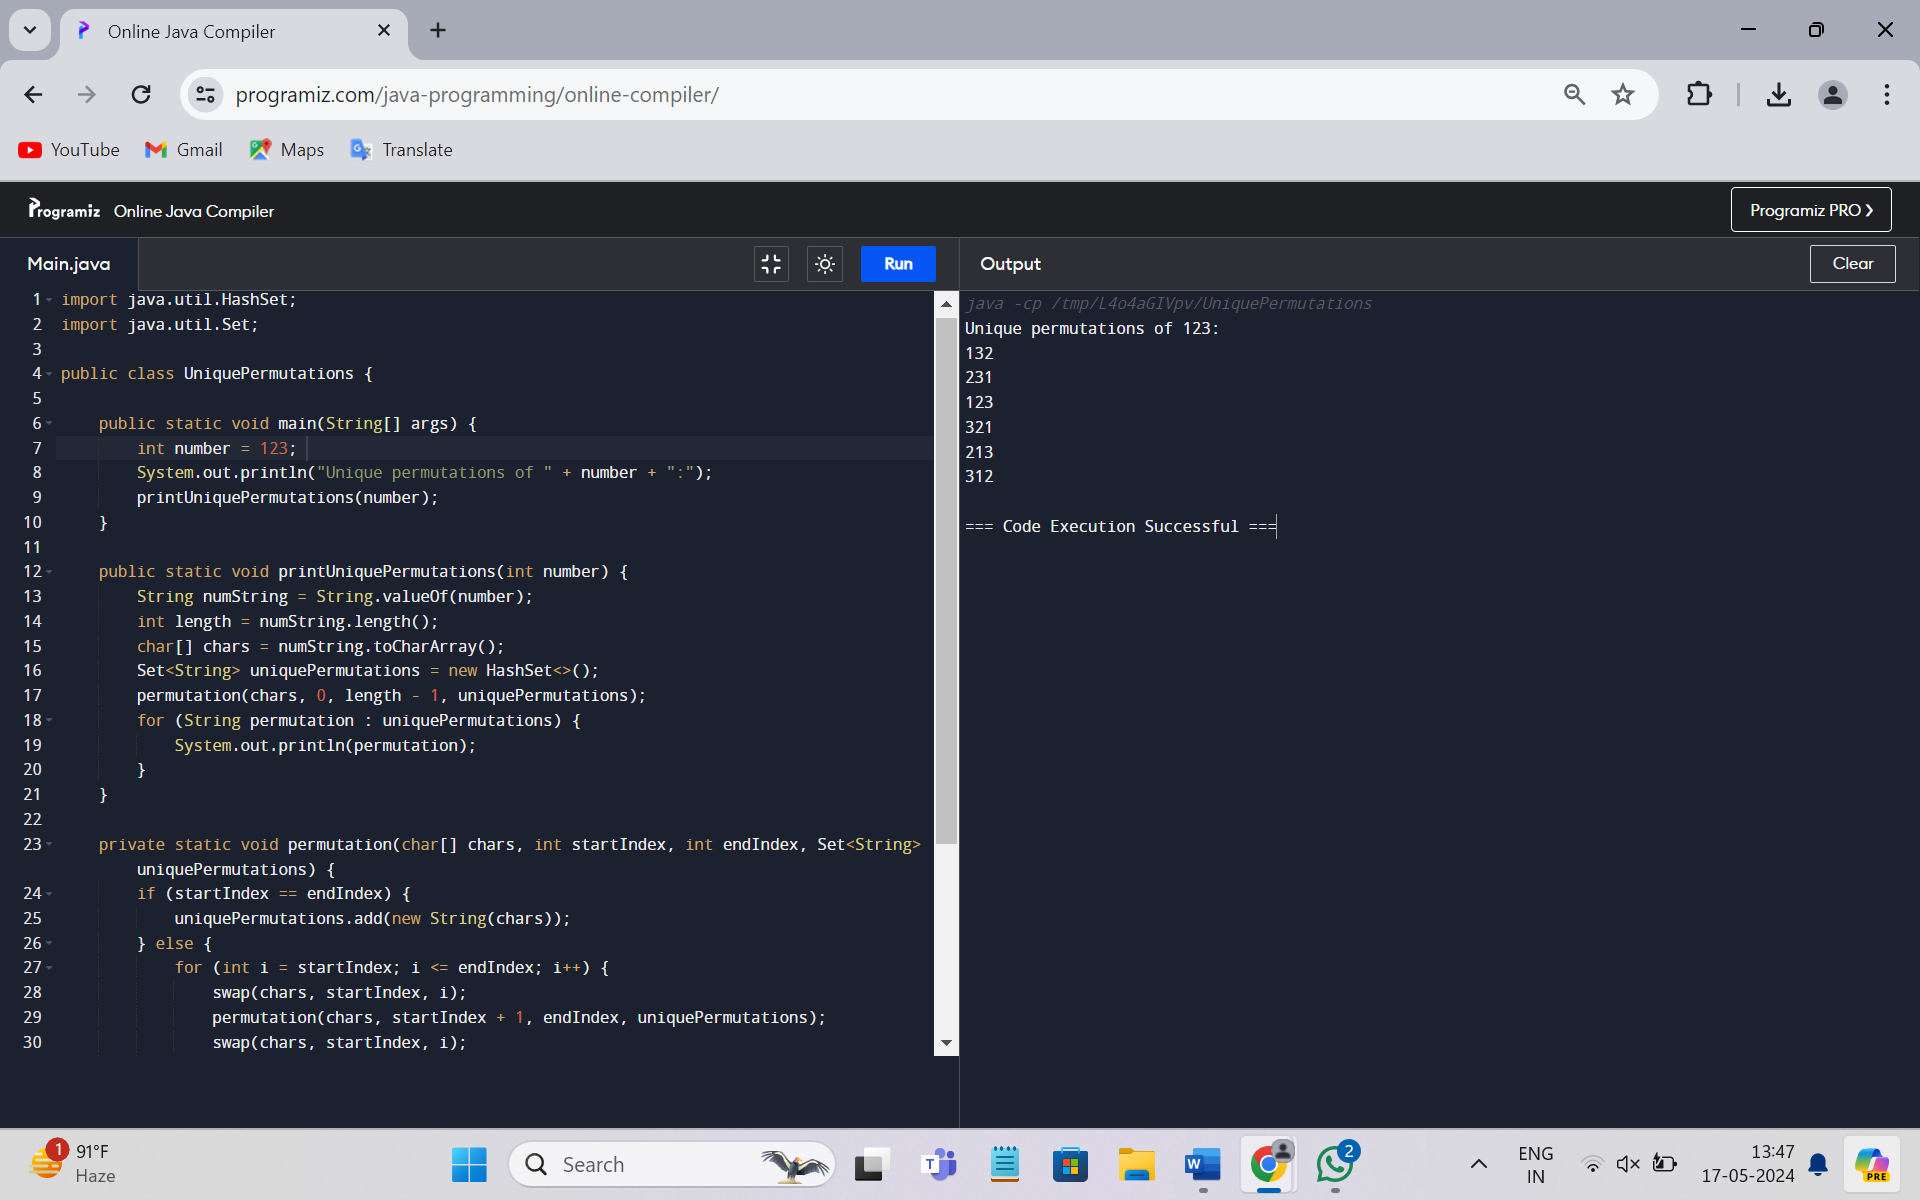 Online Java Compiler
programiz.com/java-programming/online-compiler/
YouTube Gmail Maps Translate
Programiz Online Java Compiler
Programiz PRO
Main.java
Run
1 import java.util.HashSet;
2 import java.util.Set;
3
4 public class UniquePermutations {
5
6     public static void main(String[] args) {
7         int number = 123;
8         System.out.println("Unique permutations of " + number + ":");
9         printUniquePermutations(number);
10     }
11
12     public static void printUniquePermutations(int number) {
13         String numString = String.valueOf(number);
14         int length = numString.length();
15         char[] chars = numString.toCharArray();
16         Set<String> uniquePermutations = new HashSet<>();
17         permutation(chars, 0, length - 1, uniquePermutations);
18         for (String permutation : uniquePermutations) {
19             System.out.println(permutation);
20         }
21     }
22
23     private static void permutation(char[] chars, int startIndex, int endIndex, Set<String>
uniquePermutations) {
24         if (startIndex == endIndex) {
25             uniquePermutations.add(new String(chars));
26         } else {
27             for (int i = startIndex; i <= endIndex; i++) {
28                 swap(chars, startIndex, i);
29                 permutation(chars, startIndex + 1, endIndex, uniquePermutations);
30                 swap(chars, startIndex, i);
Output
Clear
java -cp /tmp/L4o4aGIVpv/UniquePermutations
Unique permutations of 123:
132
231
123
321
213
312
=== Code Execution Successful ===
1
91°F
Haze
Search
T
W
2
ENG
IN
13:47
17-05-2024
PRE